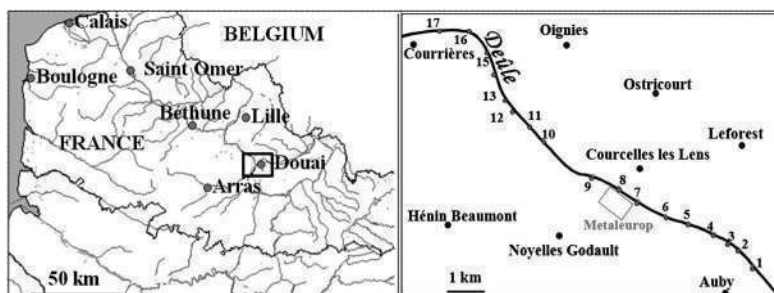 Calais
BELGIUM
Boulogne
Saint Omer
Béthune
Lille
FRANCE
Douai
Arras
50 km
17
16
Oignies
Courrières
Deûle
15
Ostricourt
13
12
11
10
Leforest
Courcelles les Lens
9
8
7
Metaleurop
6
5
4
3
2
1
Hénin Beaumont
Noyelles Godault
1 km
Auby